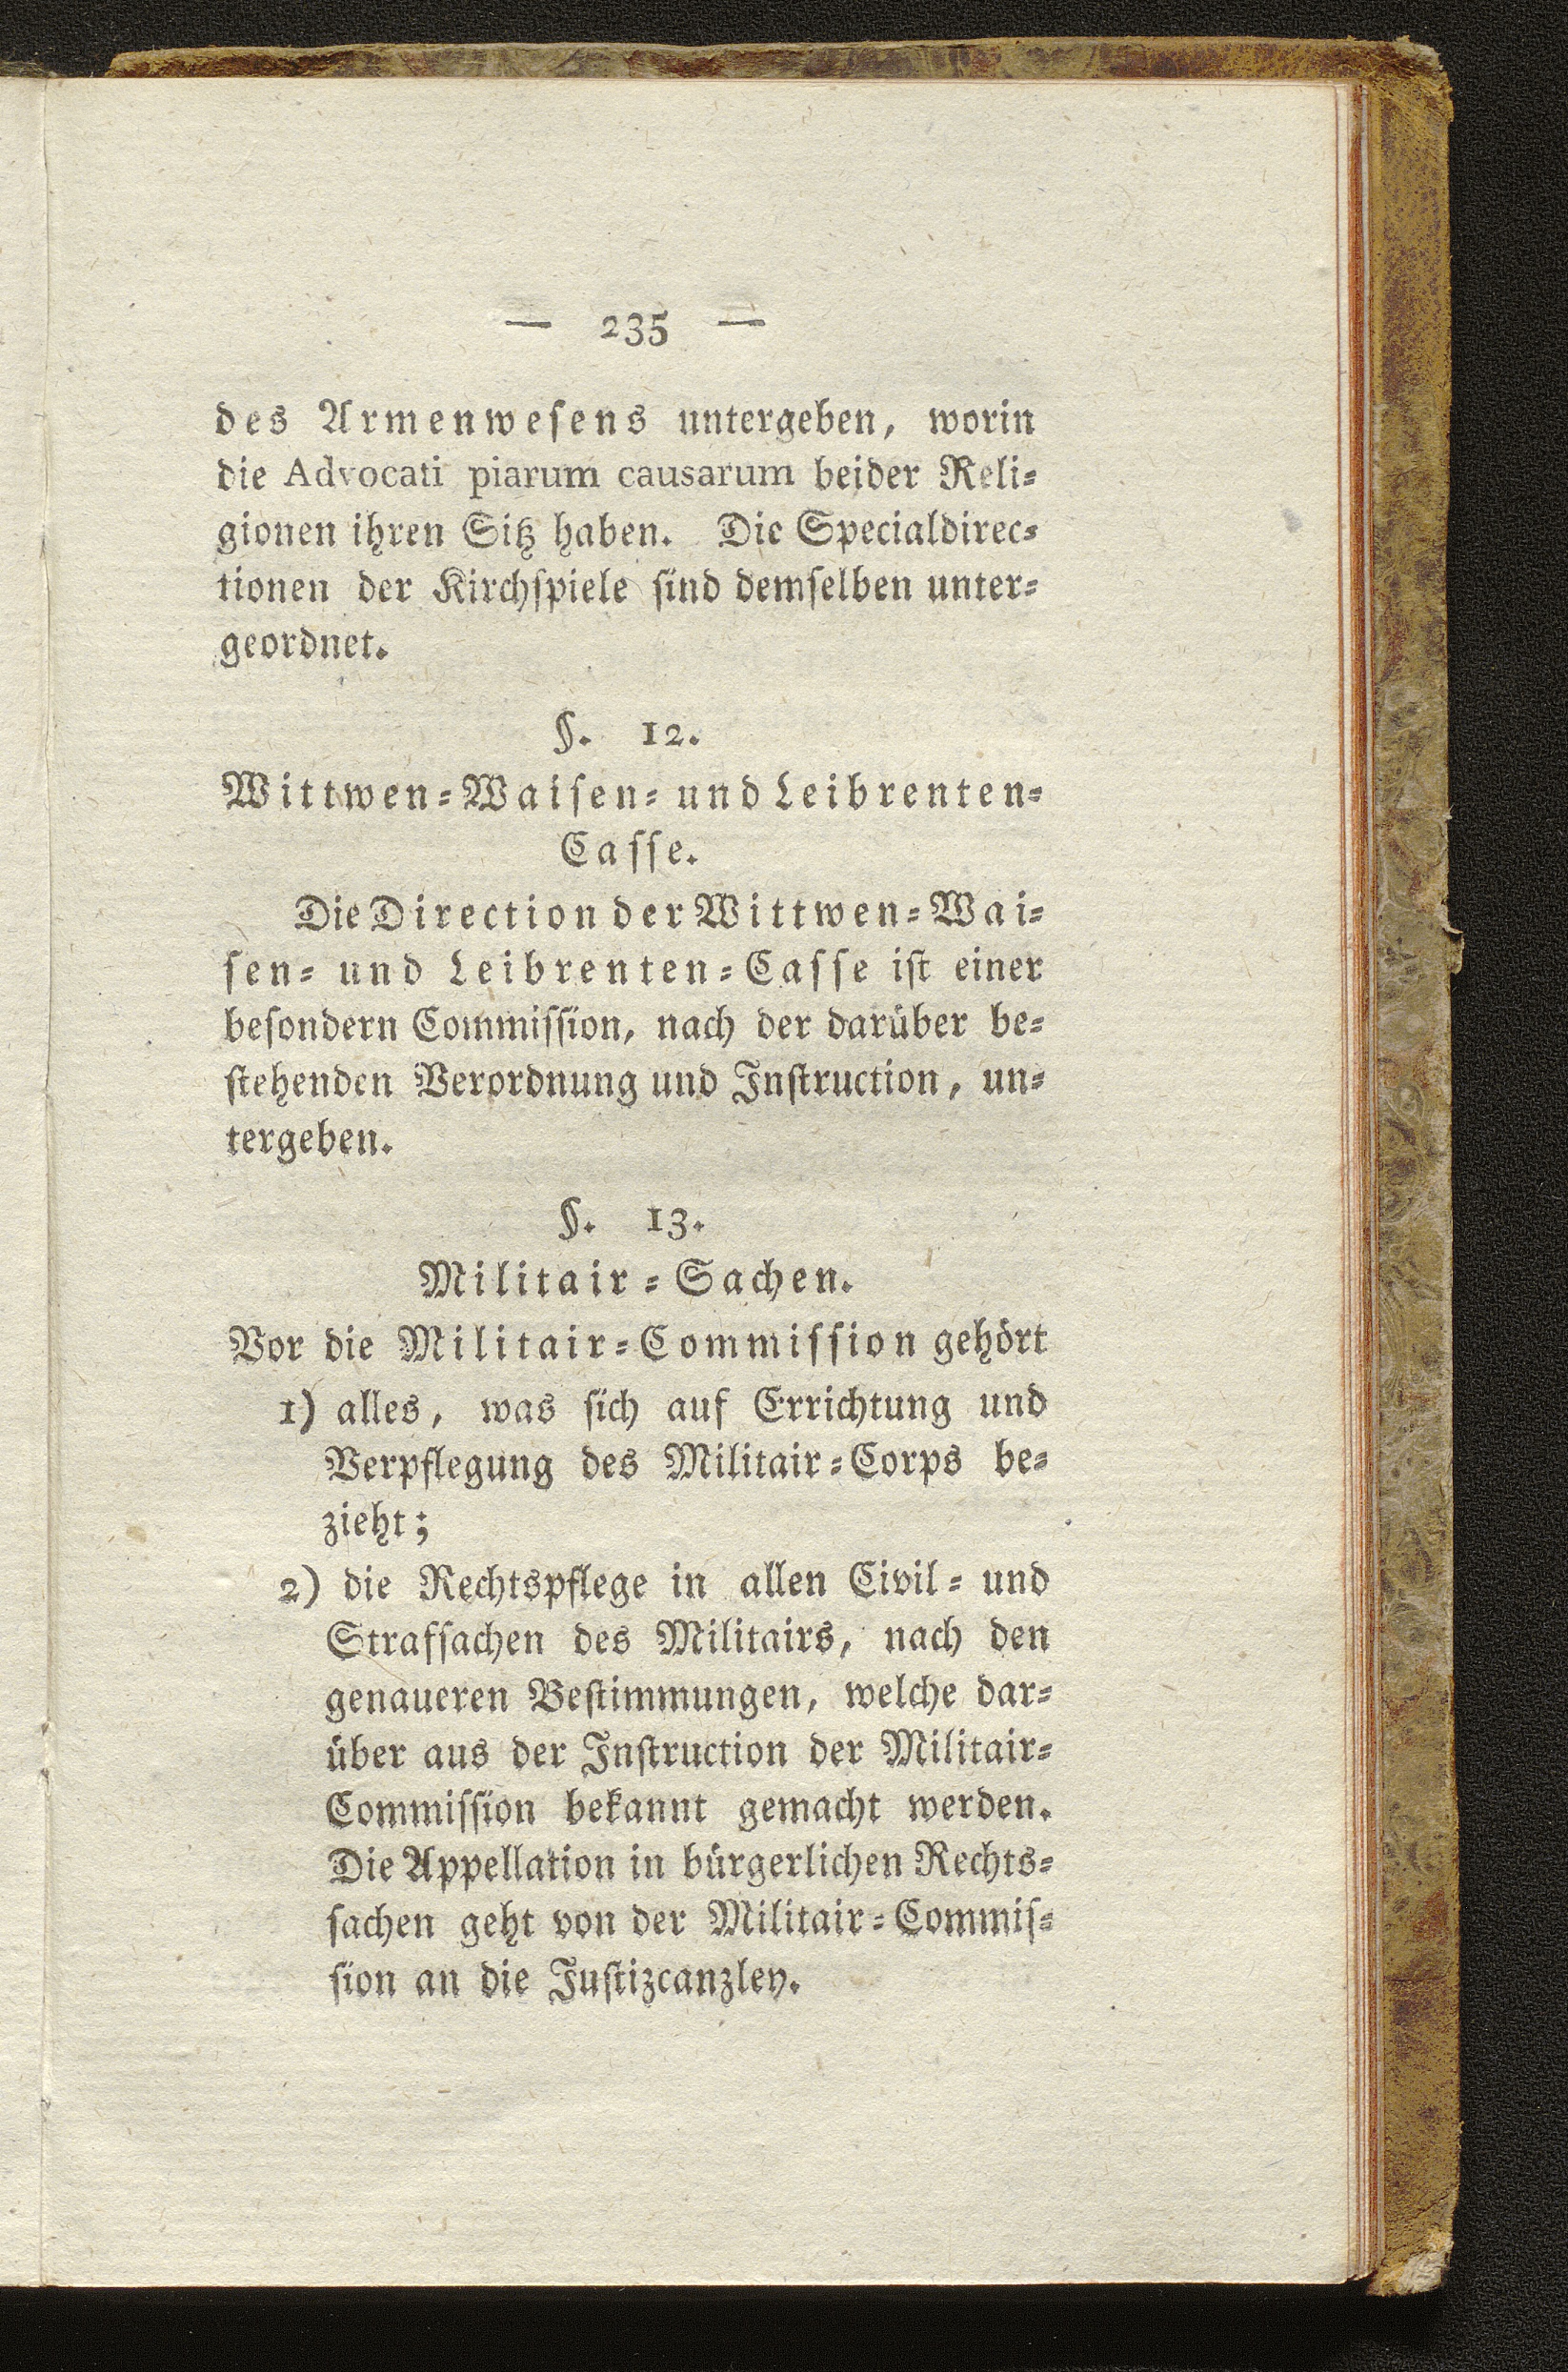 — 235 —
des Armenwesens untergeben, worin
die Advocati piarum causarum beider Reli-
gionen ihren Sitz haben. Die Specialdirec-
tionen der Kirchspiele sind demselben unter-
geordnet.
§. 12.
Wittwen-Waisen- und Leibrenten-
Casse.
Die Direction der Wittwen-Wai-
sen- und Leibrenten-Casse ist einer
besondern Commission, nach der darüber be-
stehenden Verordnung und Instruction, un-
tergeben.
§. 13.
Militair-Sachen.
Vor die Militair-Commission gehört
1) alles, was sich auf Errichtung und
Verpflegung des Militair-Corps be-
zieht;
2) die Rechtspflege in allen Civil- und
Strafsachen des Militairs, nach den
genaueren Bestimmungen, welche dar-
über aus der Instruction der Militair-
Commission bekannt gemacht werden.
Die Appellation in bürgerlichen Rechts-
sachen geht von der Militair-Commis-
sion an die Justizcanzley.